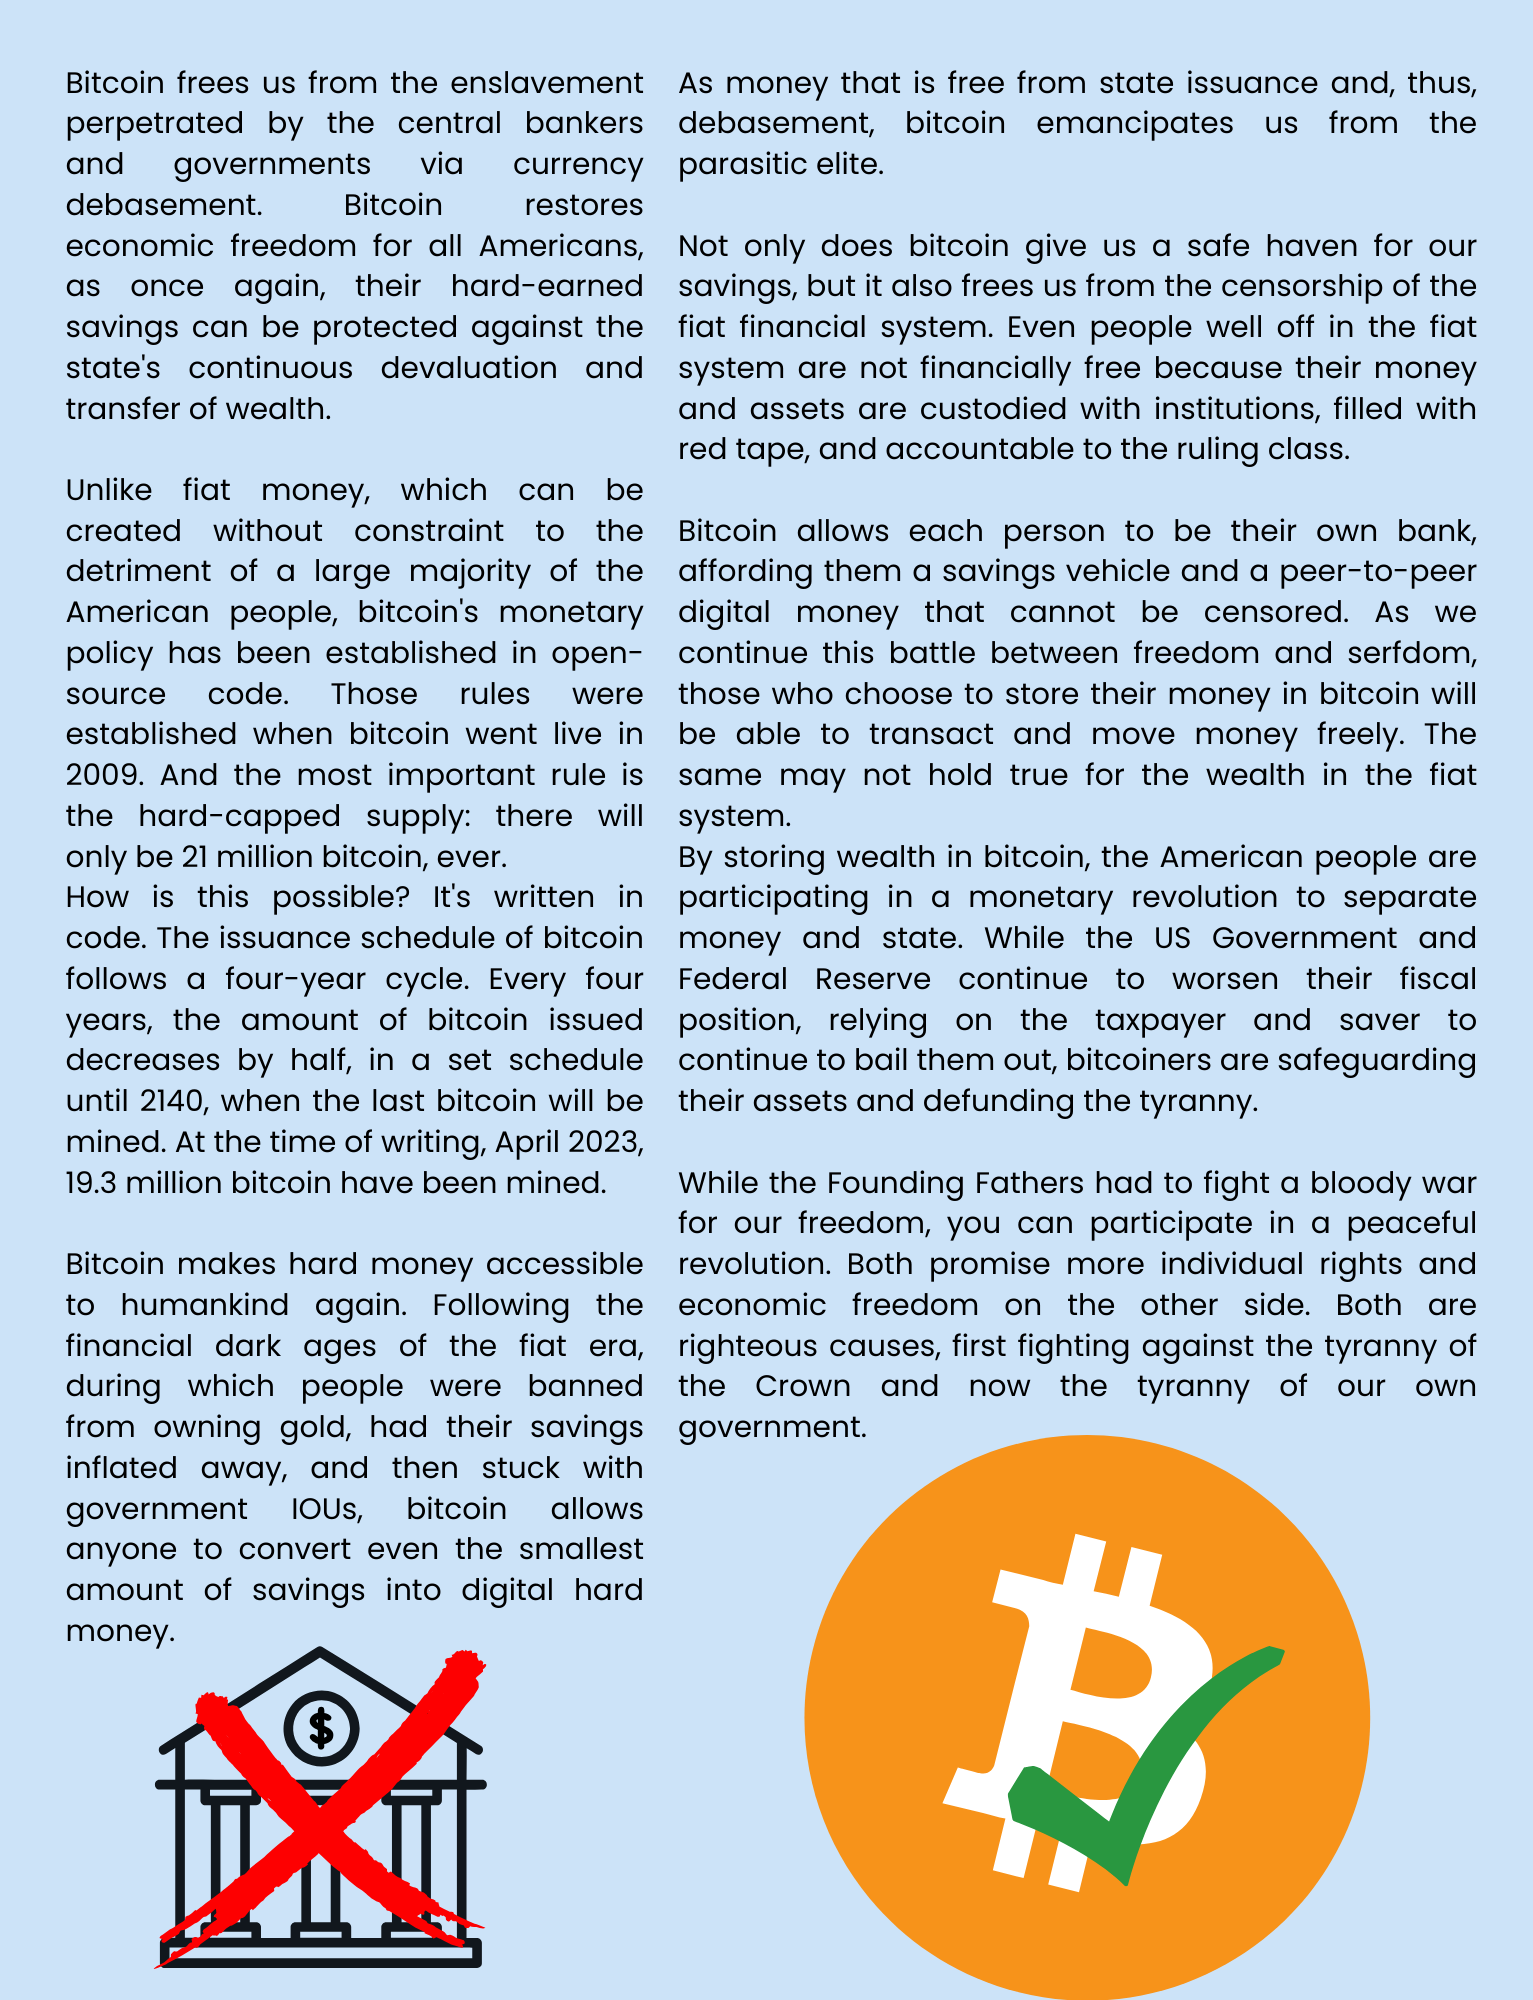 Bitcoin frees us from the enslavement
perpetrated by the central bankers
and governments via currency
debasement. Bitcoin restores
economic freedom for all Americans,
as once again, their hard-earned
savings can be protected against the
state's continuous devaluation and
transfer of wealth.
Unlike fiat money, which can be
created without constraint to the
detriment of a large majority of the
American people, bitcoin's monetary
policy has been established in open-
source code. Those rules were
established when bitcoin went live in
2009. And the most important rule is
the hard-capped supply: there will
only be 21 million bitcoin, ever.
How is this possible? It's written in
code. The issuance schedule of bitcoin
follows a four-year cycle. Every four
years, the amount of bitcoin issued
decreases by half, in a set schedule
until 2140, when the last bitcoin will be
mined. At the time of writing, April 2023,
19.3 million bitcoin have been mined.
Bitcoin makes hard money accessible
to humankind again. Following the
financial dark ages of the fiat era,
during which people were banned
from owning gold, had their savings
inflated away, and then stuck with
government IOUs, bitcoin allows
anyone to convert even the smallest
amount of savings into digital hard
money.
$
As money that is free from state issuance and, thus,
debasement, bitcoin emancipates us from the
parasitic elite.
Not only does bitcoin give us a safe haven for our
savings, but it also frees us from the censorship of the
fiat financial system. Even people well off in the fiat
system are not financially free because their money
and assets are custodied with institutions, filled with
red tape, and accountable to the ruling class.
Bitcoin allows each person to be their own bank,
affording them a savings vehicle and a peer-to-peer
digital money that cannot be censored. As we
continue this battle between freedom and serfdom,
those who choose to store their money in bitcoin will
be able to transact and move money freely. The
same may not hold true for the wealth in the fiat
system.
By storing wealth in bitcoin, the American people are
participating in a monetary revolution to separate
money and state. While the US Government and
Federal Reserve continue to worsen their fiscal
position, relying on the taxpayer and saver to
continue to bail them out, bitcoiners are safeguarding
their assets and defunding the tyranny.
While the Founding Fathers had to fight a bloody war
for our freedom, you can participate in a peaceful
revolution. Both promise more individual rights and
economic freedom on the other side. Both are
righteous causes, first fighting against the tyranny of
the Crown and now the tyranny of our own
government.